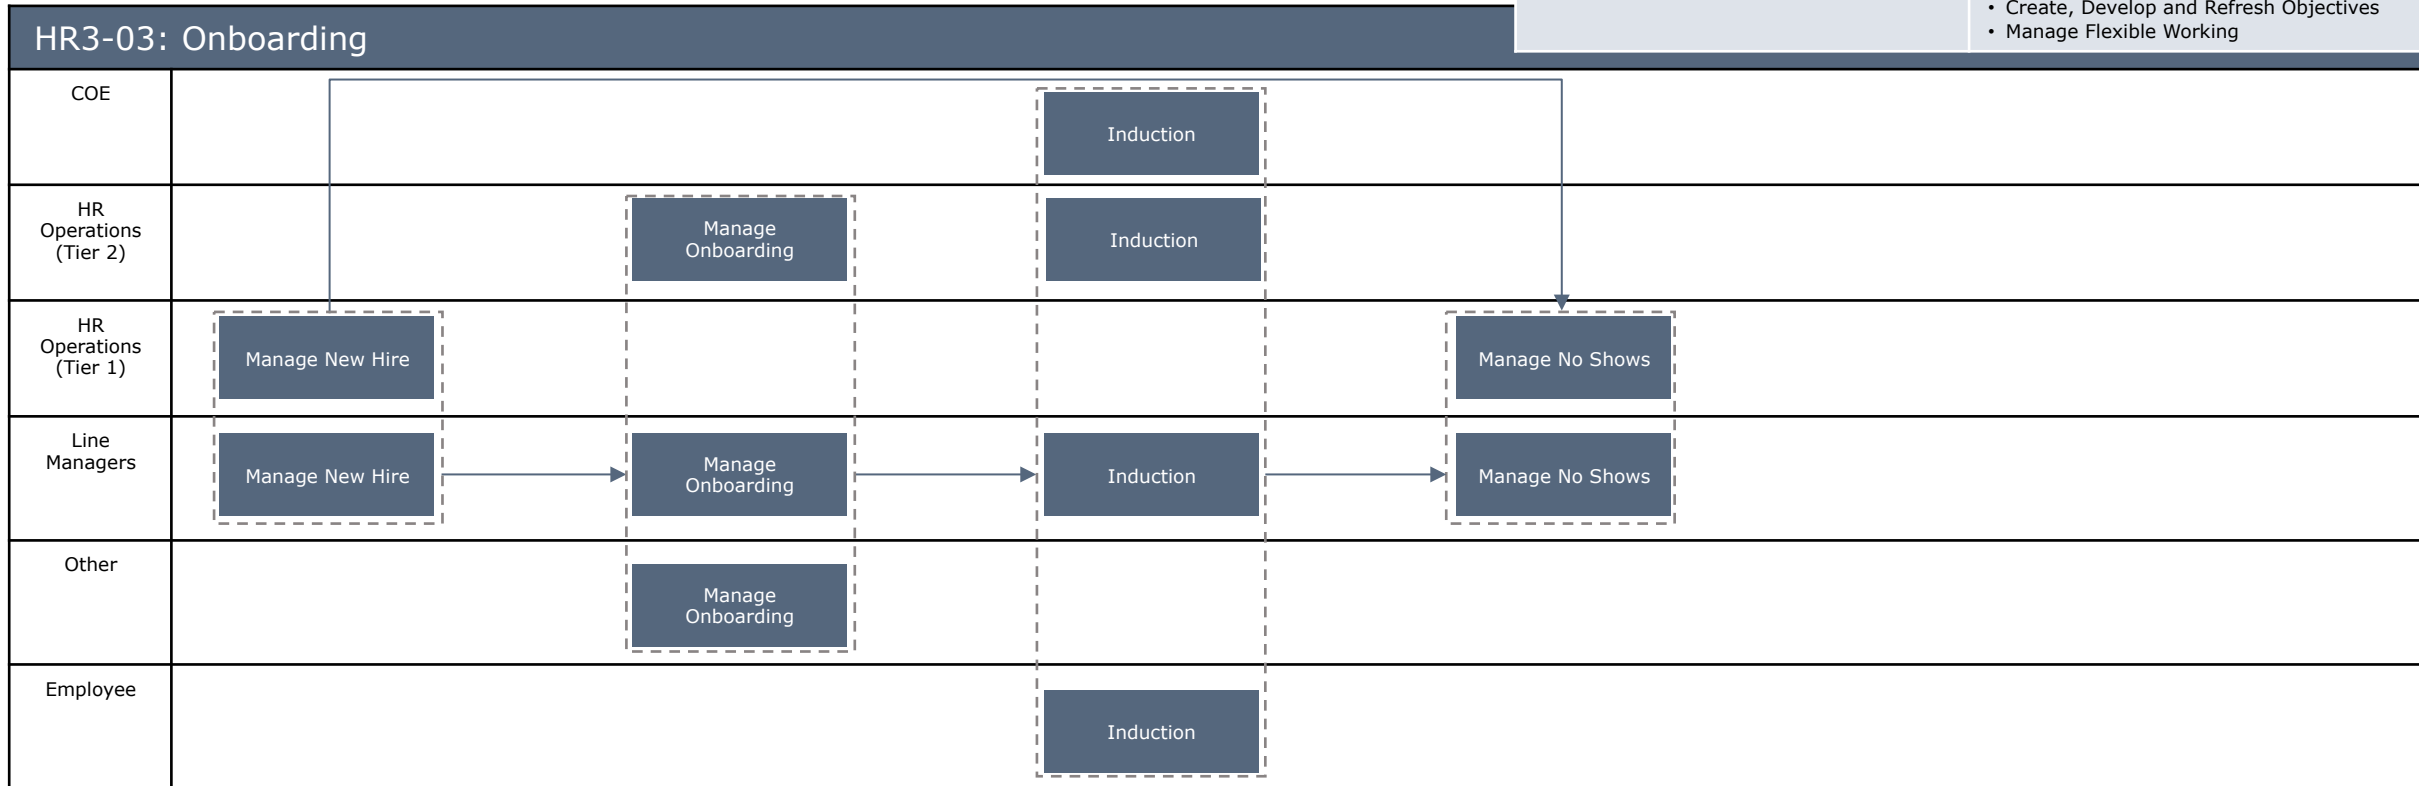 • Create, Develop and Refresh Objectives
• Manage Flexible Working
HR3-03: Onboarding
COE
Induction
HR
Operations
(Tier 2)
Manage
Onboarding
Induction
HR
Operations
(Tier 1)
Manage New Hire
Manage No Shows
Line
Managers
Manage New Hire
Manage
Onboarding
Induction
Manage No Shows
Other
Manage
Onboarding
Employee
Induction